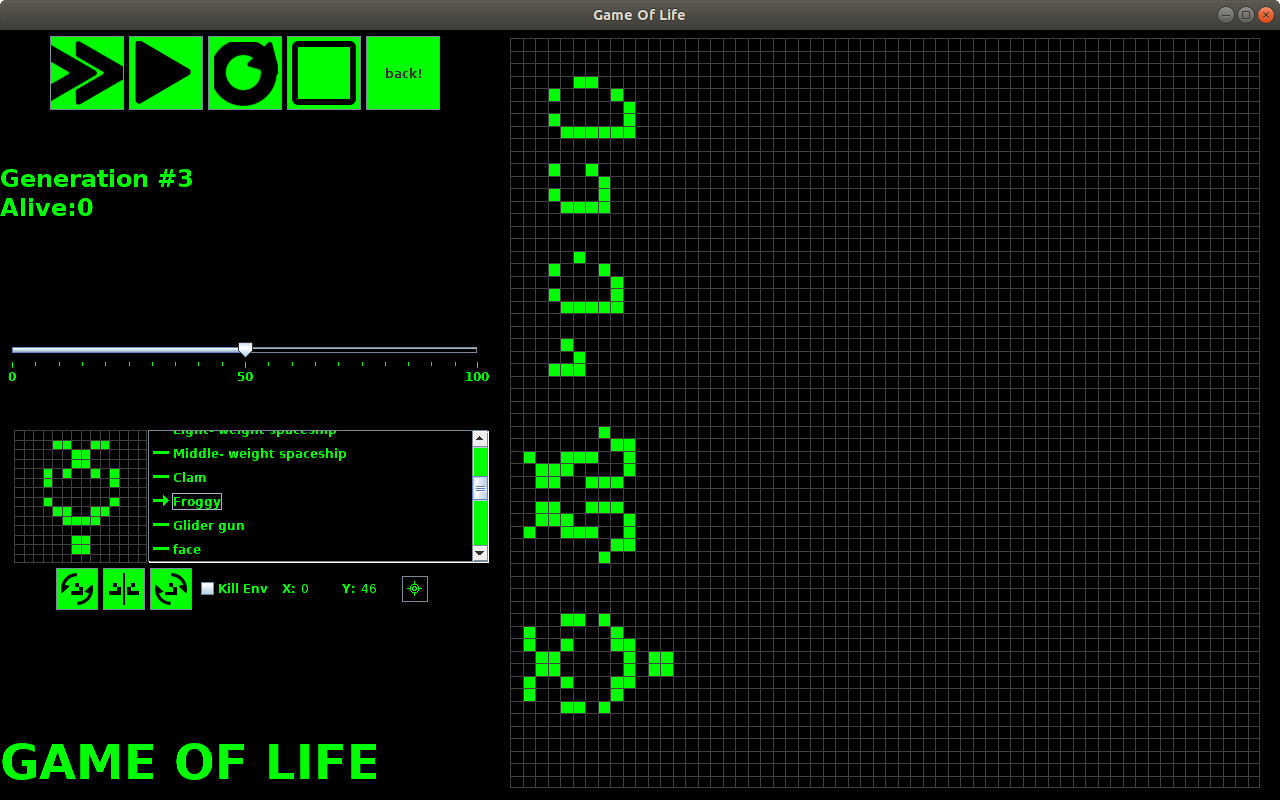 Game Of Life
back!
Generation #3
Alive:0
0 50 100
Light- weight spaceship
Middle- weight spaceship
Clam
Froggy
Glider gun
face
Kill Env X: 0 Y: 46
GAME OF LIFE